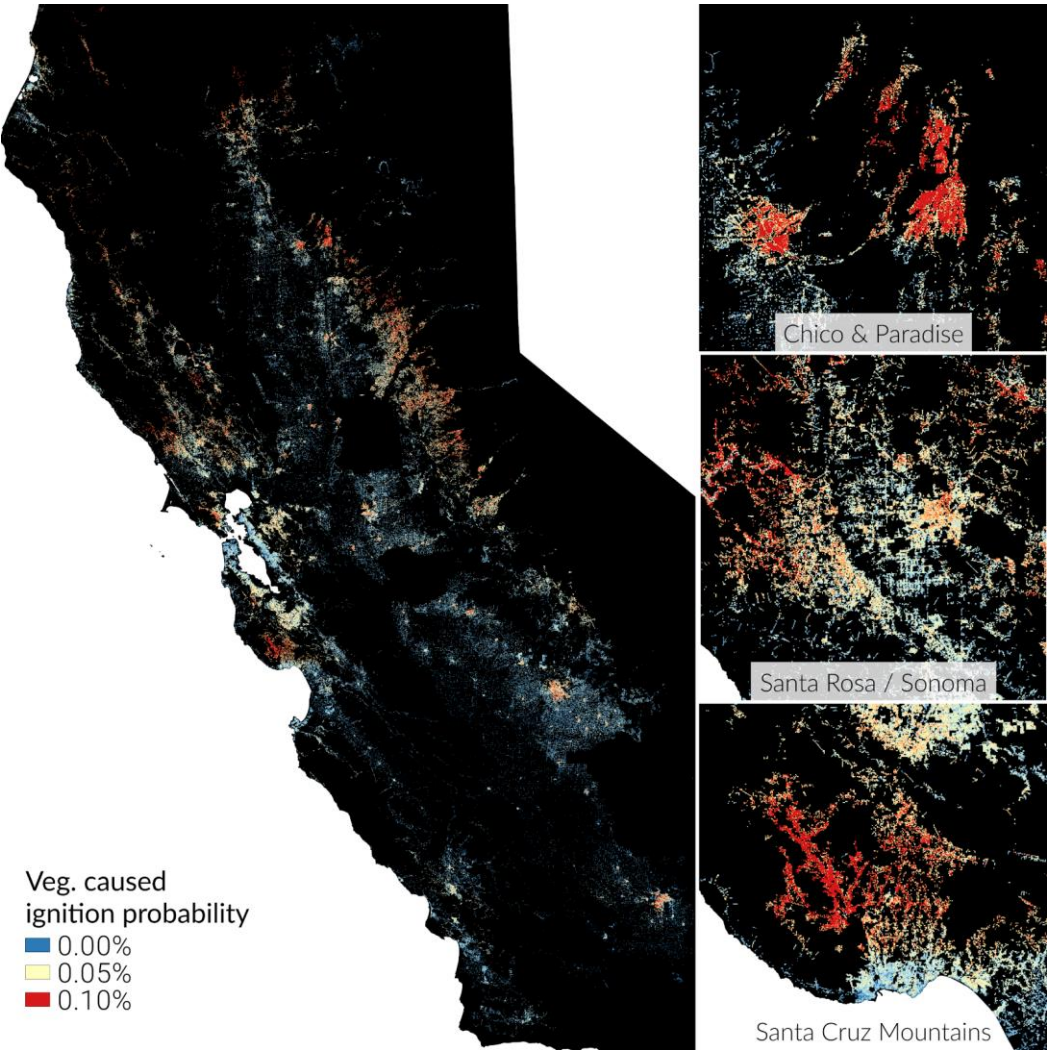 Chico & Paradise
Santa Rosa / Sonoma
Santa Cruz Mountains
Veg. caused
ignition probability
0.00%
0.05%
0.10%